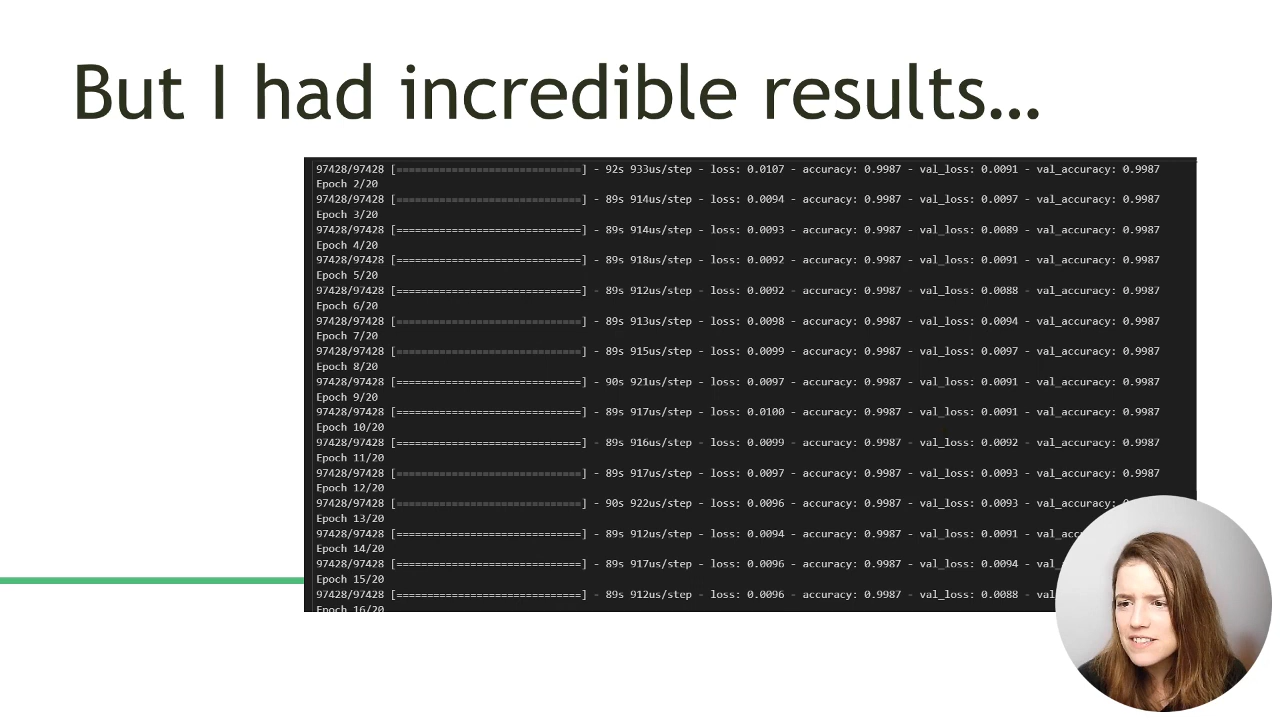 But I had incredible results…
97428/97428 [==============================] - 92s 933us/step - loss: 0.0107 - accuracy: 0.9987 - val_loss: 0.0091 - val_accuracy: 0.9987
Epoch 2/20
97428/97428 [==============================] - 89s 914us/step - loss: 0.0094 - accuracy: 0.9987 - val_loss: 0.0097 - val_accuracy: 0.9987
Epoch 3/20
97428/97428 [==============================] - 89s 914us/step - loss: 0.0093 - accuracy: 0.9987 - val_loss: 0.0089 - val_accuracy: 0.9987
Epoch 4/20
97428/97428 [==============================] - 89s 918us/step - loss: 0.0092 - accuracy: 0.9987 - val_loss: 0.0091 - val_accuracy: 0.9987
Epoch 5/20
97428/97428 [==============================] - 89s 912us/step - loss: 0.0092 - accuracy: 0.9987 - val_loss: 0.0088 - val_accuracy: 0.9987
Epoch 6/20
97428/97428 [==============================] - 89s 913us/step - loss: 0.0098 - accuracy: 0.9987 - val_loss: 0.0094 - val_accuracy: 0.9987
Epoch 7/20
97428/97428 [==============================] - 89s 915us/step - loss: 0.0099 - accuracy: 0.9987 - val_loss: 0.0097 - val_accuracy: 0.9987
Epoch 8/20
97428/97428 [==============================] - 90s 921us/step - loss: 0.0097 - accuracy: 0.9987 - val_loss: 0.0091 - val_accuracy: 0.9987
Epoch 9/20
97428/97428 [==============================] - 89s 917us/step - loss: 0.0100 - accuracy: 0.9987 - val_loss: 0.0091 - val_accuracy: 0.9987
Epoch 10/20
97428/97428 [==============================] - 89s 916us/step - loss: 0.0099 - accuracy: 0.9987 - val_loss: 0.0092 - val_accuracy: 0.9987
Epoch 11/20
97428/97428 [==============================] - 89s 917us/step - loss: 0.0097 - accuracy: 0.9987 - val_loss: 0.0093 - val_accuracy: 0.9987
Epoch 12/20
97428/97428 [==============================] - 90s 922us/step - loss: 0.0096 - accuracy: 0.9987 - val_loss: 0.0093 - val_accuracy:
Epoch 13/20
97428/97428 [==============================] - 89s 912us/step - loss: 0.0094 - accuracy: 0.9987 - val_loss: 0.0091 - val_acc
Epoch 14/20
97428/97428 [==============================] - 89s 917us/step - loss: 0.0096 - accuracy: 0.9987 - val_loss: 0.0094 - val_
Epoch 15/20
97428/97428 [==============================] - 89s 912us/step - loss: 0.0096 - accuracy: 0.9987 - val_loss: 0.0088 - val
Epoch 16/20